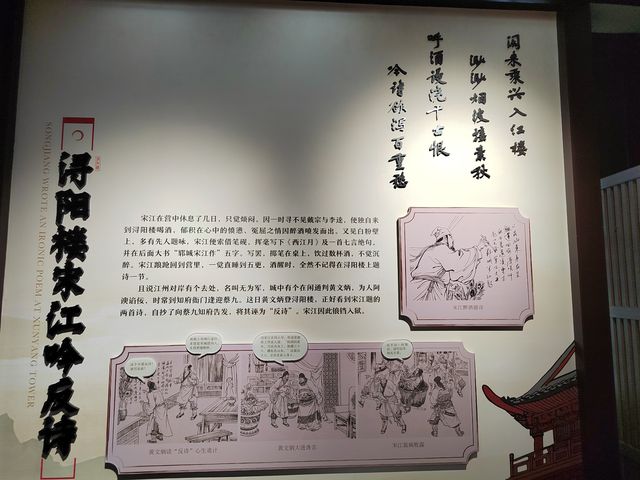 浔阳楼宋江吟反诗
SONGJIANG WROTE AN IRONIC POEM AT XUNYANG TOWER
闷来乘兴入江楼
渺渺烟波接素秋
呼酒谩浇千古恨
吟诗欲泻百重愁
宋江在营中休息了几日，只觉烦闷，因一时寻不见戴宗与李逵，便独自来
到浔阳楼喝酒，郁积在心中的愤懑、冤屈之情因醉酒喷发而出，又见白粉壁
上，多有先人题咏，宋江便索借笔砚，挥毫写下《西江月》及一首七言绝句，
并在后面大书“郓城宋江作”五字，写罢，掷笔在桌上，饮过数杯酒，不觉沉
醉。宋江踉跄回到营里，一觉直睡到五更，酒醒时，全然不记得在浔阳楼上题
诗一节。
且说江州对岸有个去处，名叫无为军，城中有个在闲通判黄文炳，为人阿
谀谄佞，时常到知府衙门逢迎蔡九，这日黄文炳登浔阳楼，正好看到宋江题的
两首诗，自抄了向蔡九知府告发，将其诬为“反诗”，宋江因此锒铛入狱。
宋江醉酒题诗
黄文炳读“反诗”心生诡计
黄文炳大进谗言
宋江装疯败露